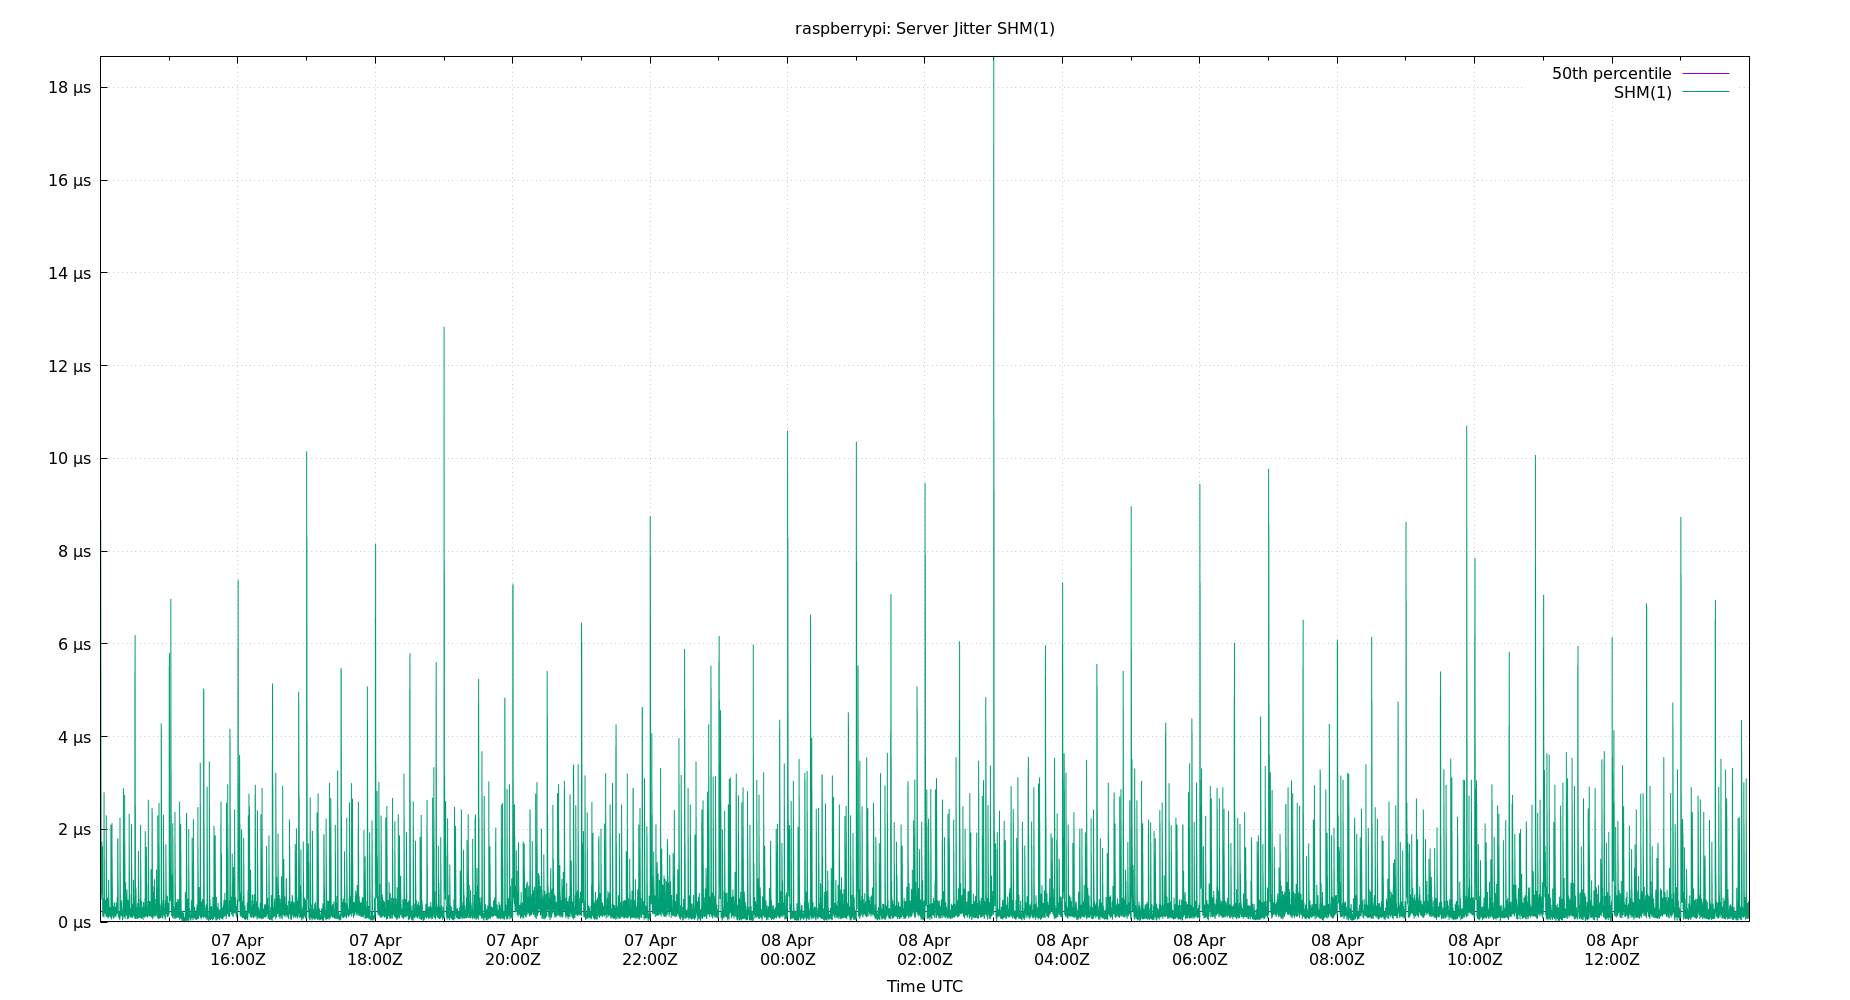 raspberrypi: Server Jitter SHM(1)
50th percentile
SHM(1)
18 µs
16 µs
14 µs
12 µs
10 µs
8 µs
6 µs
4 µs
2 µs
0 µs
07 Apr 07 Apr 07 Apr 07 Apr 08 Apr 08 Apr 08 Apr 08 Apr 08 Apr 08 Apr 08 Apr
16:00Z 18:00Z 20:00Z 22:00Z 00:00Z 02:00Z 04:00Z 06:00Z 08:00Z 10:00Z 12:00Z
Time UTC